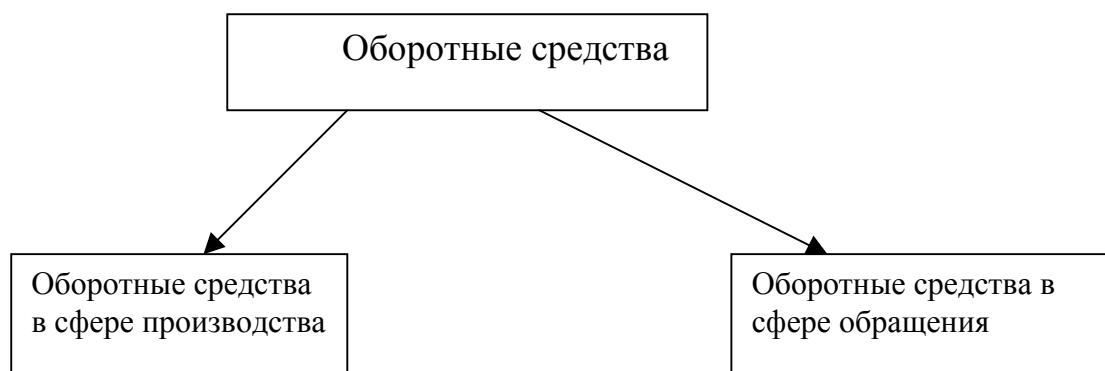 Оборотные средства
Оборотные средства
в сфере производства
Оборотные средства в
сфере обращения